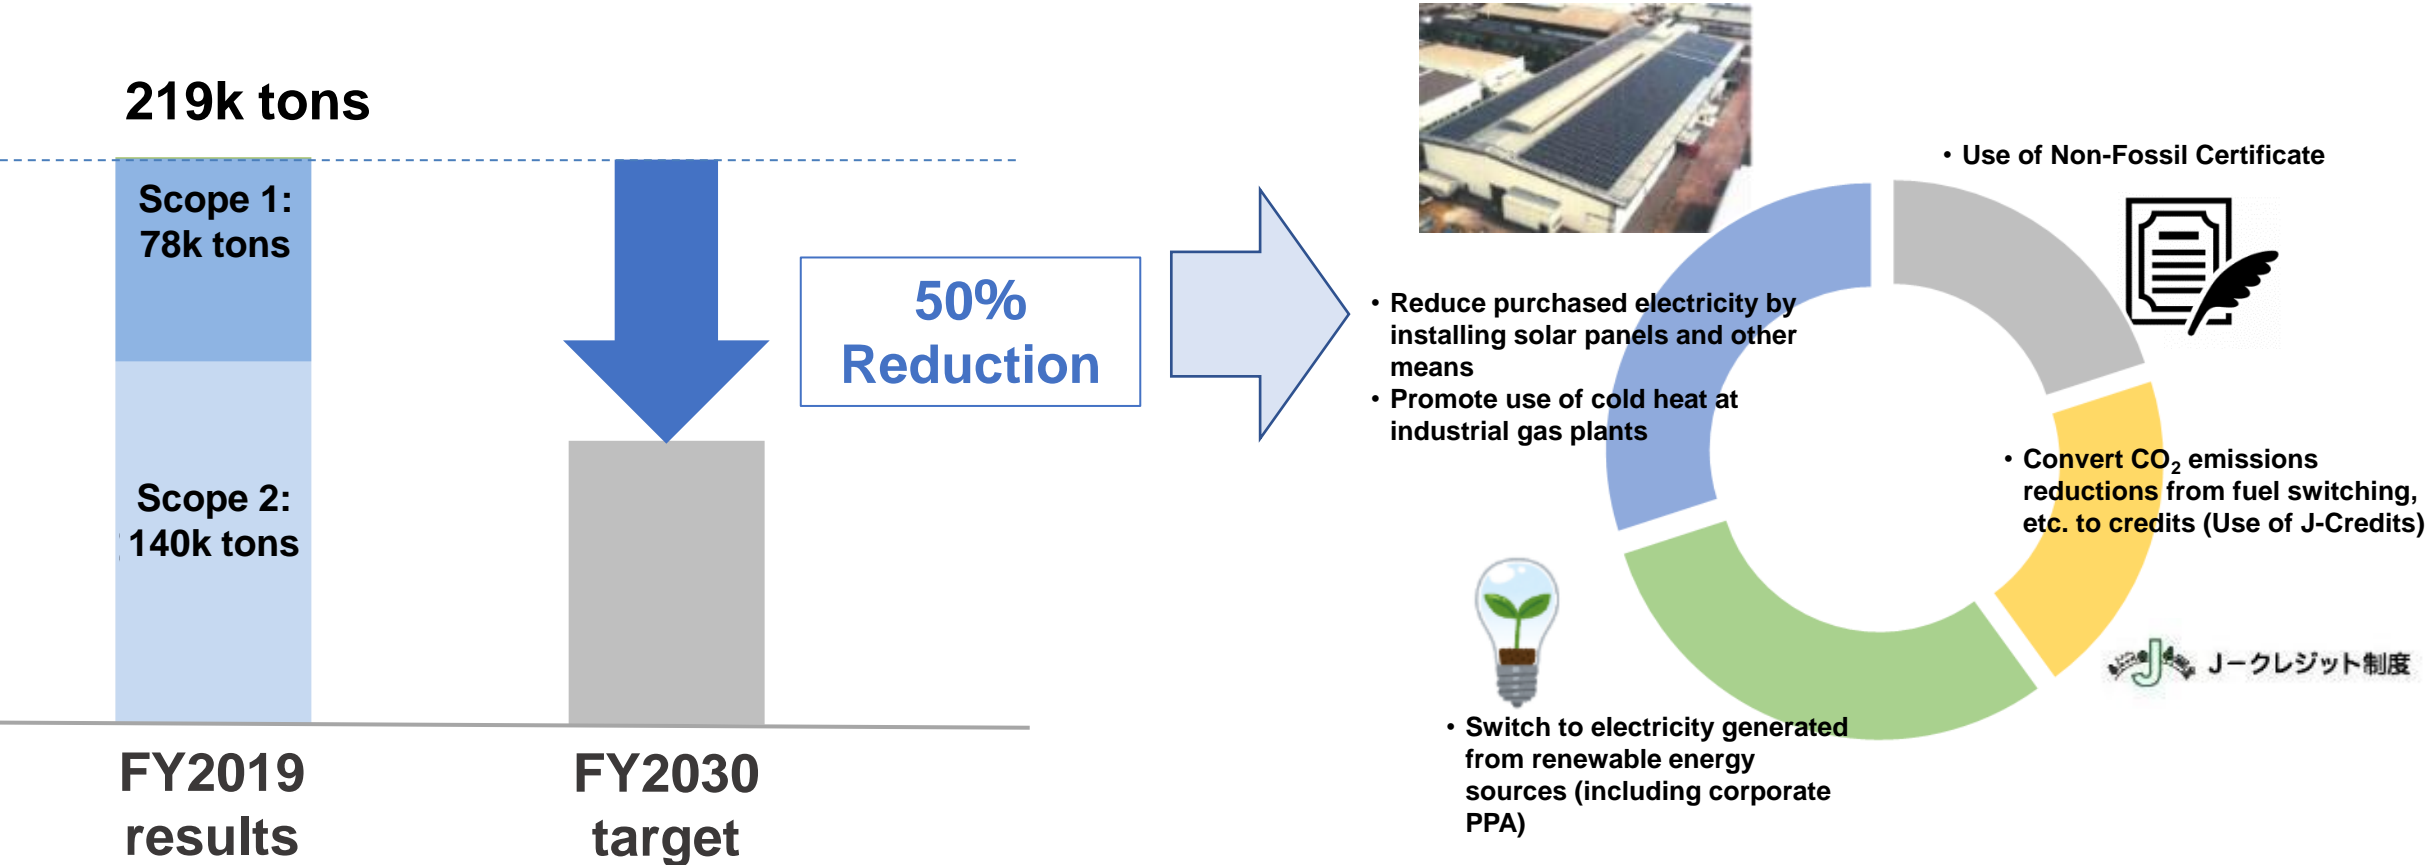 219k tons
Scope 1:
78k tons
Scope 2:
140k tons
FY2019
results
FY2030
target
50%
Reduction
• Reduce purchased electricity by
installing solar panels and other
means
• Promote use of cold heat at
industrial gas plants
• Use of Non-Fossil Certificate
• Convert CO₂ emissions
reductions from fuel switching,
etc. to credits (Use of J-Credits)
J
J-クレジット制度
• Switch to electricity generated
from renewable energy
sources (including corporate
PPA)